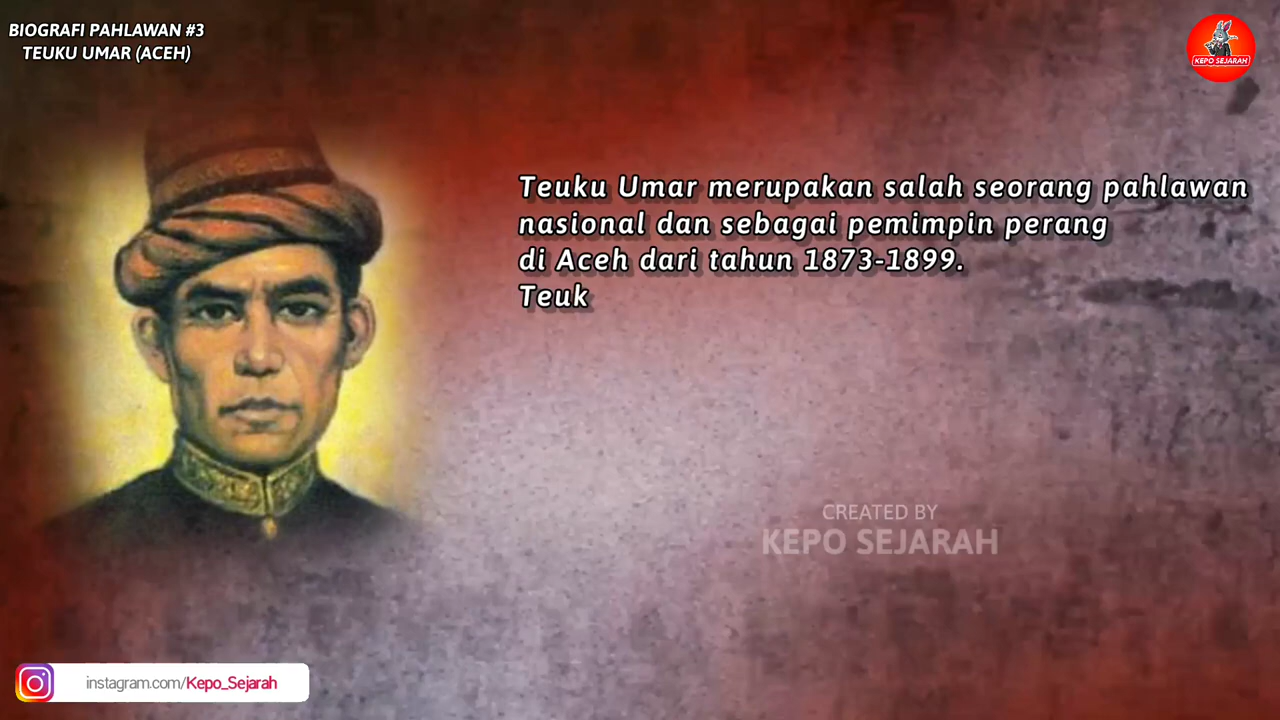 BIOGRAFI PAHLAWAN #3
TEUKU UMAR (ACEH)
KEPO SEJARAH
Teuku Umar merupakan salah seorang pahlawan
nasional dan sebagai pemimpin perang
di Aceh dari tahun 1873-1899.
Teuk
CREATED BY
KEPO SEJARAH
instagram.com/Kepo_Sejarah